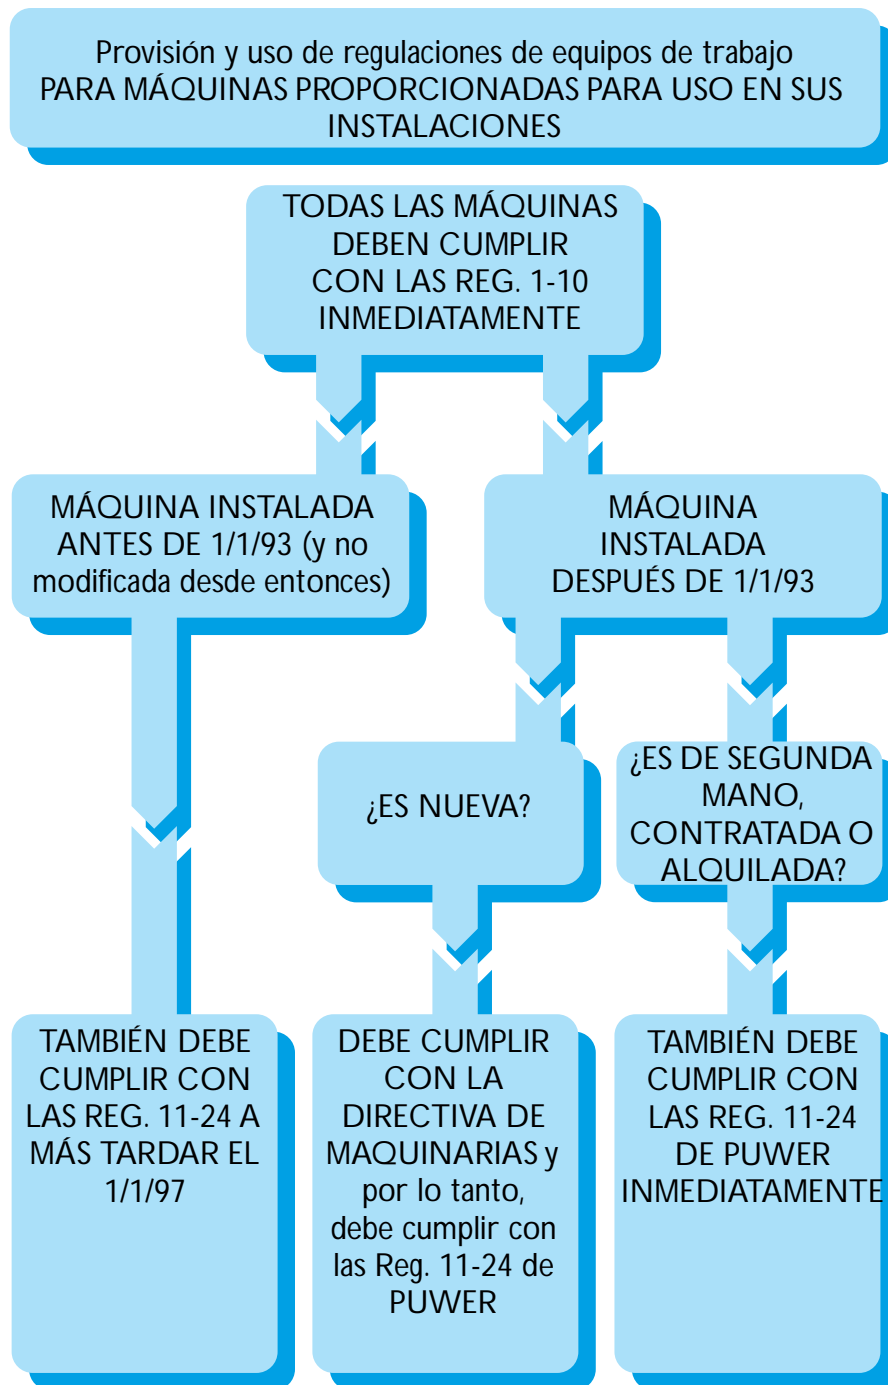 Provisión y uso de regulaciones de equipos de trabajo
PARA MÁQUINAS PROPORCIONADAS PARA USO EN SUS
INSTALACIONES
TODAS LAS MÁQUINAS
DEBEN CUMPLIR
CON LAS REG. 1-10
INMEDIATAMENTE
MÁQUINA INSTALADA
ANTES DE 1/1/93 (y no
modificada desde entonces)
MÁQUINA
INSTALADA
DESPUÉS DE 1/1/93
¿ES NUEVA?
¿ES DE SEGUNDA
MANO,
CONTRATADA O
ALQUILADA?
TAMBIÉN DEBE
CUMPLIR CON
LAS REG. 11-24 A
MÁS TARDAR EL
1/1/97
DEBE CUMPLIR
CON LA
DIRECTIVA DE
MAQUINARIAS y
por lo tanto,
debe cumplir con
las Reg. 11-24 de
PUWER
TAMBIÉN DEBE
CUMPLIR CON
LAS REG. 11-24
DE PUWER
INMEDIATAMENTE